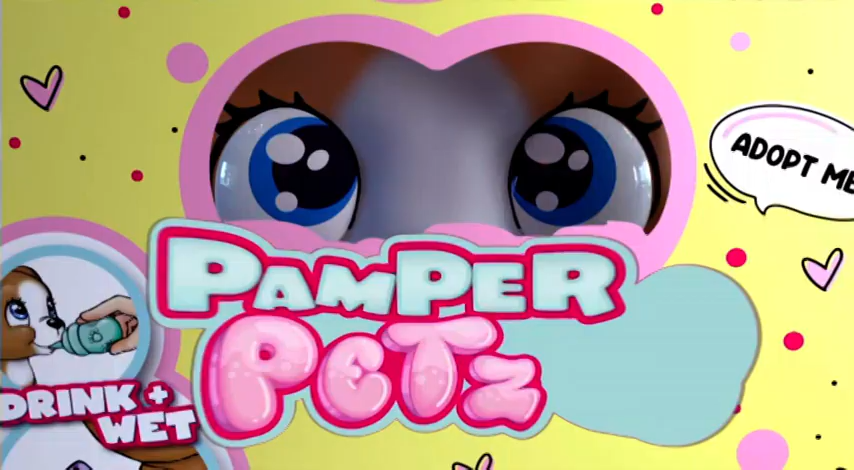 ADOPT ME
PAMPER
PETZ
DRINK +
WET